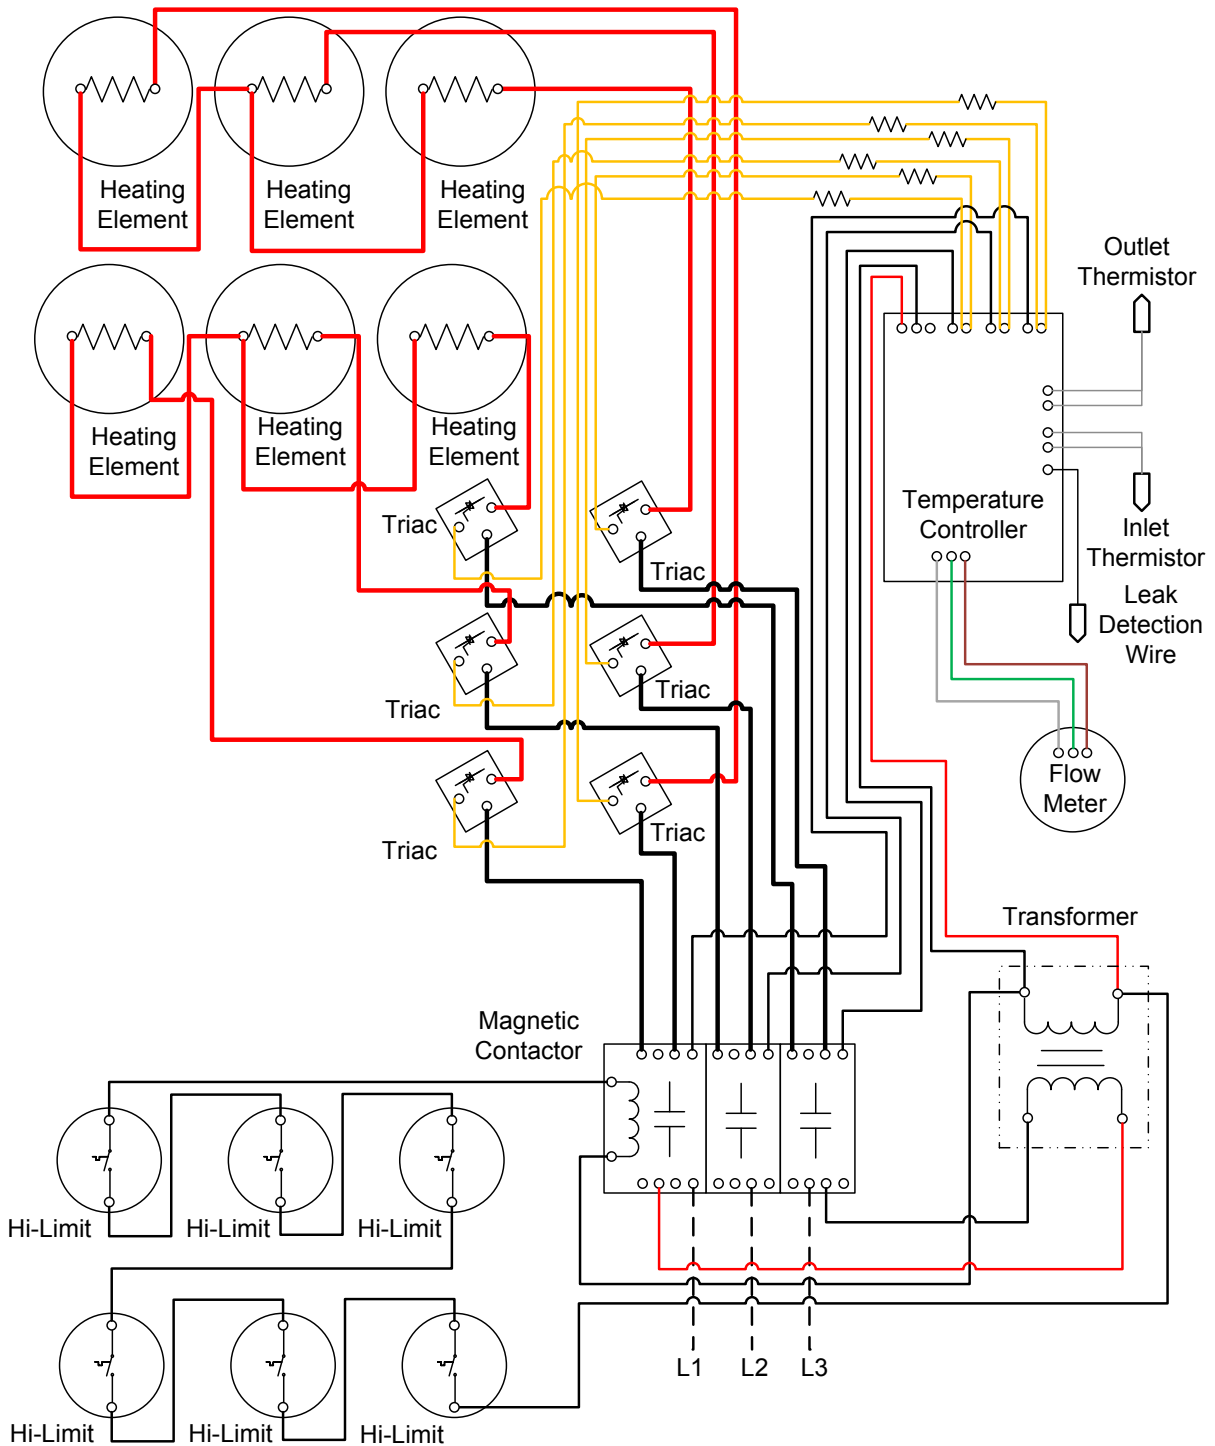 Heating
Element
Heating
Element
Heating
Element
Outlet
Thermistor
Heating
Element
Heating
Element
Heating
Element
Temperature
Controller
Triac
Triac
Inlet
Thermistor
Leak
Detection
Wire
Triac
Triac
Flow
Meter
Triac
Triac
Transformer
Magnetic
Contactor
Hi-Limit
Hi-Limit
Hi-Limit
L1
L2
L3
Hi-Limit
Hi-Limit
Hi-Limit